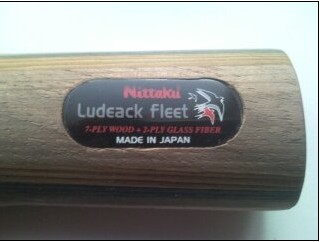 Nittaku
Ludeack fleet
7-PLY WOOD + 2-PLY GLASS FIBER
MADE IN JAPAN